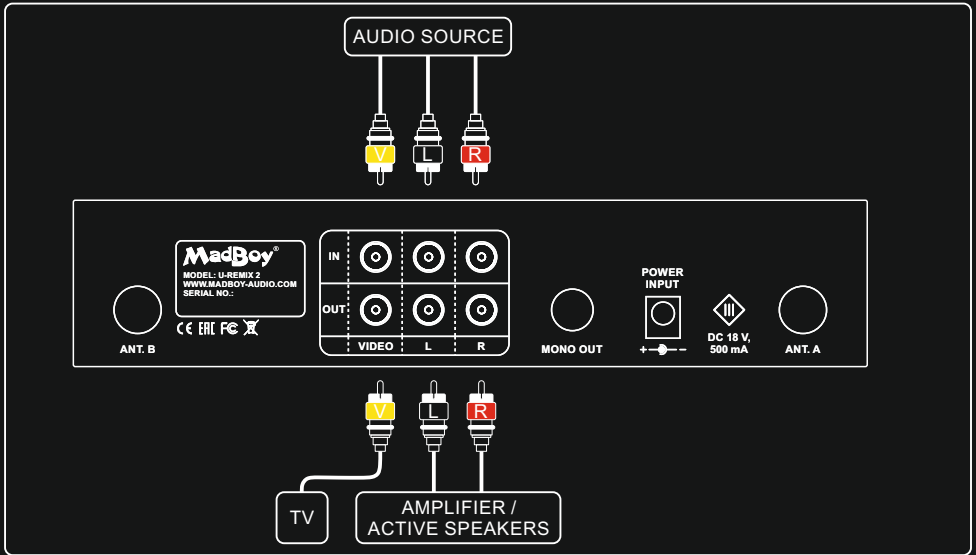 AUDIO SOURCE
V L R
MadBoy®
MODEL: U-REMIX 2
WWW.MADBOY-AUDIO.COM
SERIAL NO.:
CE EAC FC
ANT. B
IN
OUT
VIDEO L R
MONO OUT
POWER
INPUT
+ -
DC 18 V,
500 mA
ANT. A
V L R
TV
AMPLIFIER /
ACTIVE SPEAKERS